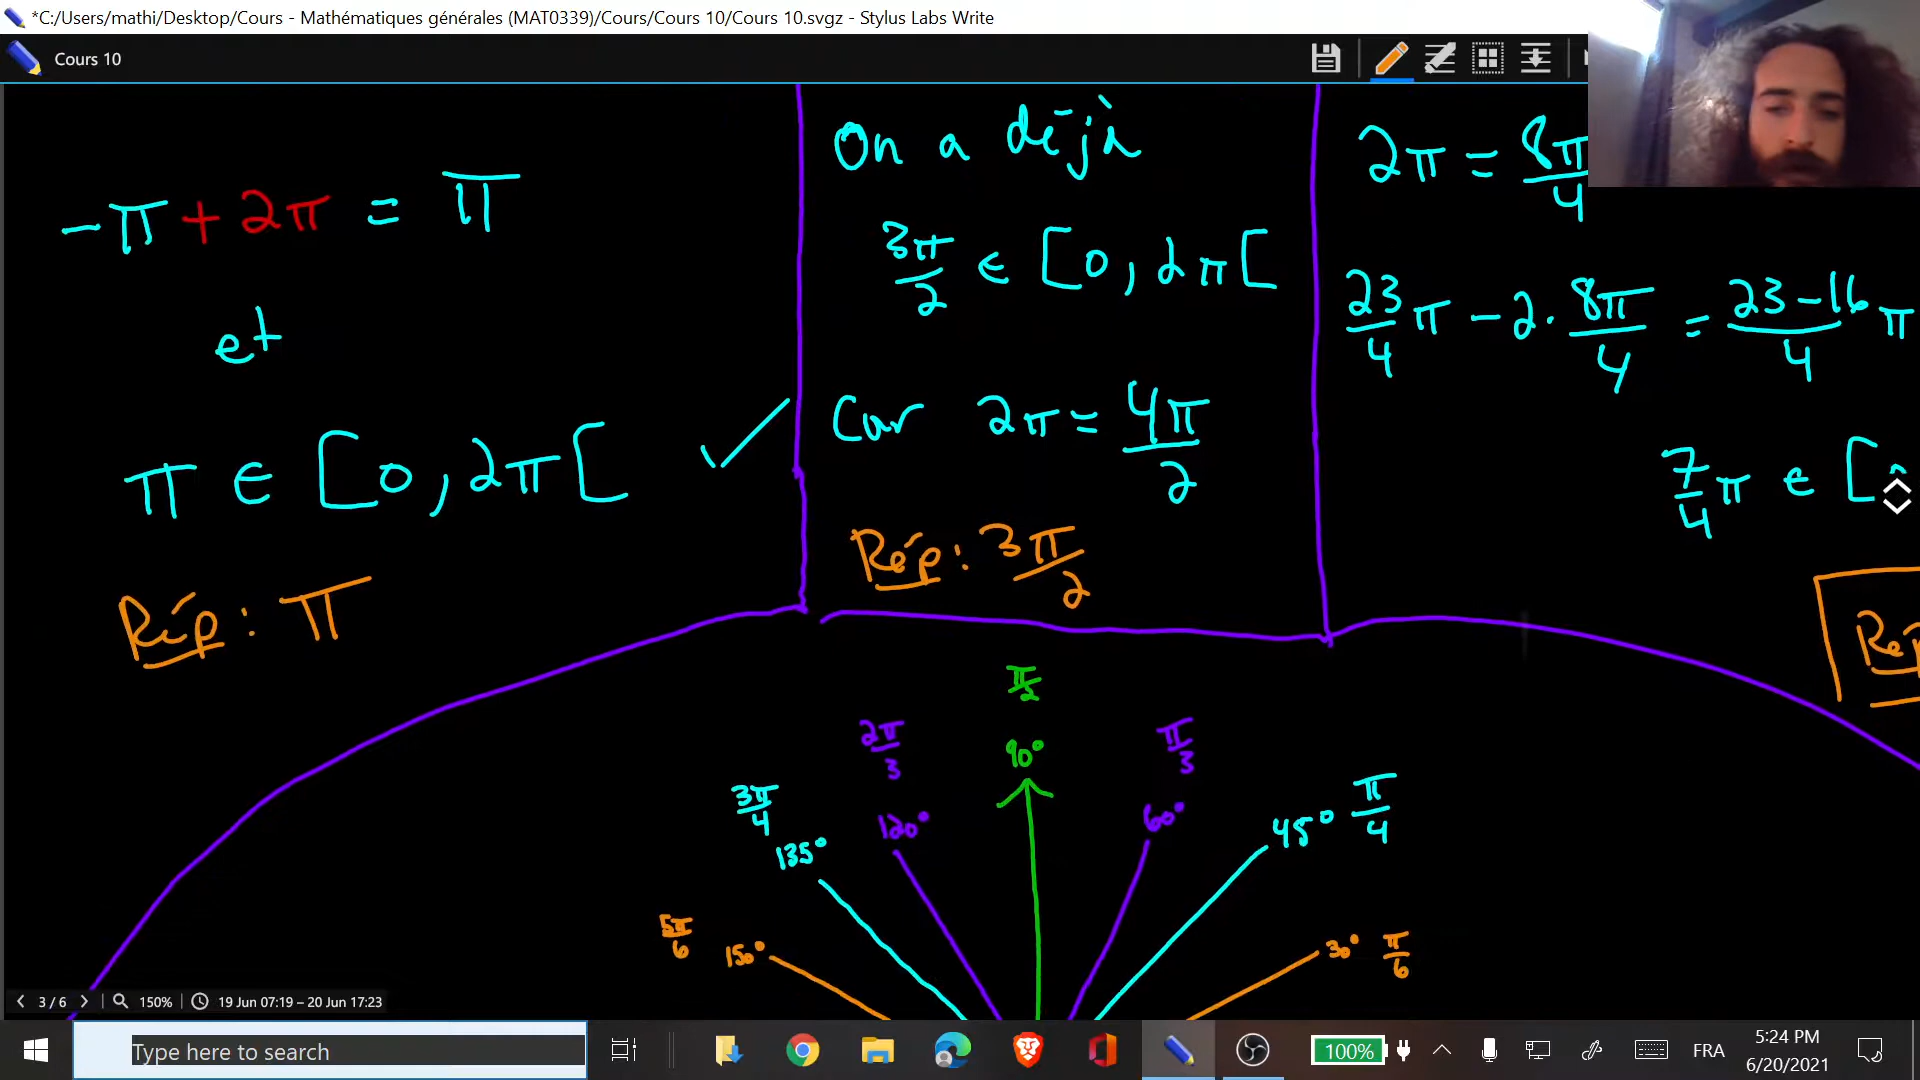 *C:/Users/mathi/Desktop/Cours - Mathématiques générales (MAT0339)/Cours/Cours 10/Cours 10.svgz - Stylus Labs Write
Cours 10
-π + 2π = π
et
π ∈ [0, 2π[ ✓
Rép : π
On a déjà
3π/2 ∈ [0, 2π[
Car 2π = 4π/2
Rép : 3π/2
2π = 8π/4
23/4 π - 2 · 8π/4 = (23-16)/4 π
7/4 π ∈ [
π/2
90°
2π/3
120°
π/3
60°
3π/4
135°
45° π/4
5π/6 150°
30° π/6
3 / 6
150%
19 Jun 07:19 – 20 Jun 17:23
Type here to search
100%
FRA
5:24 PM
6/20/2021